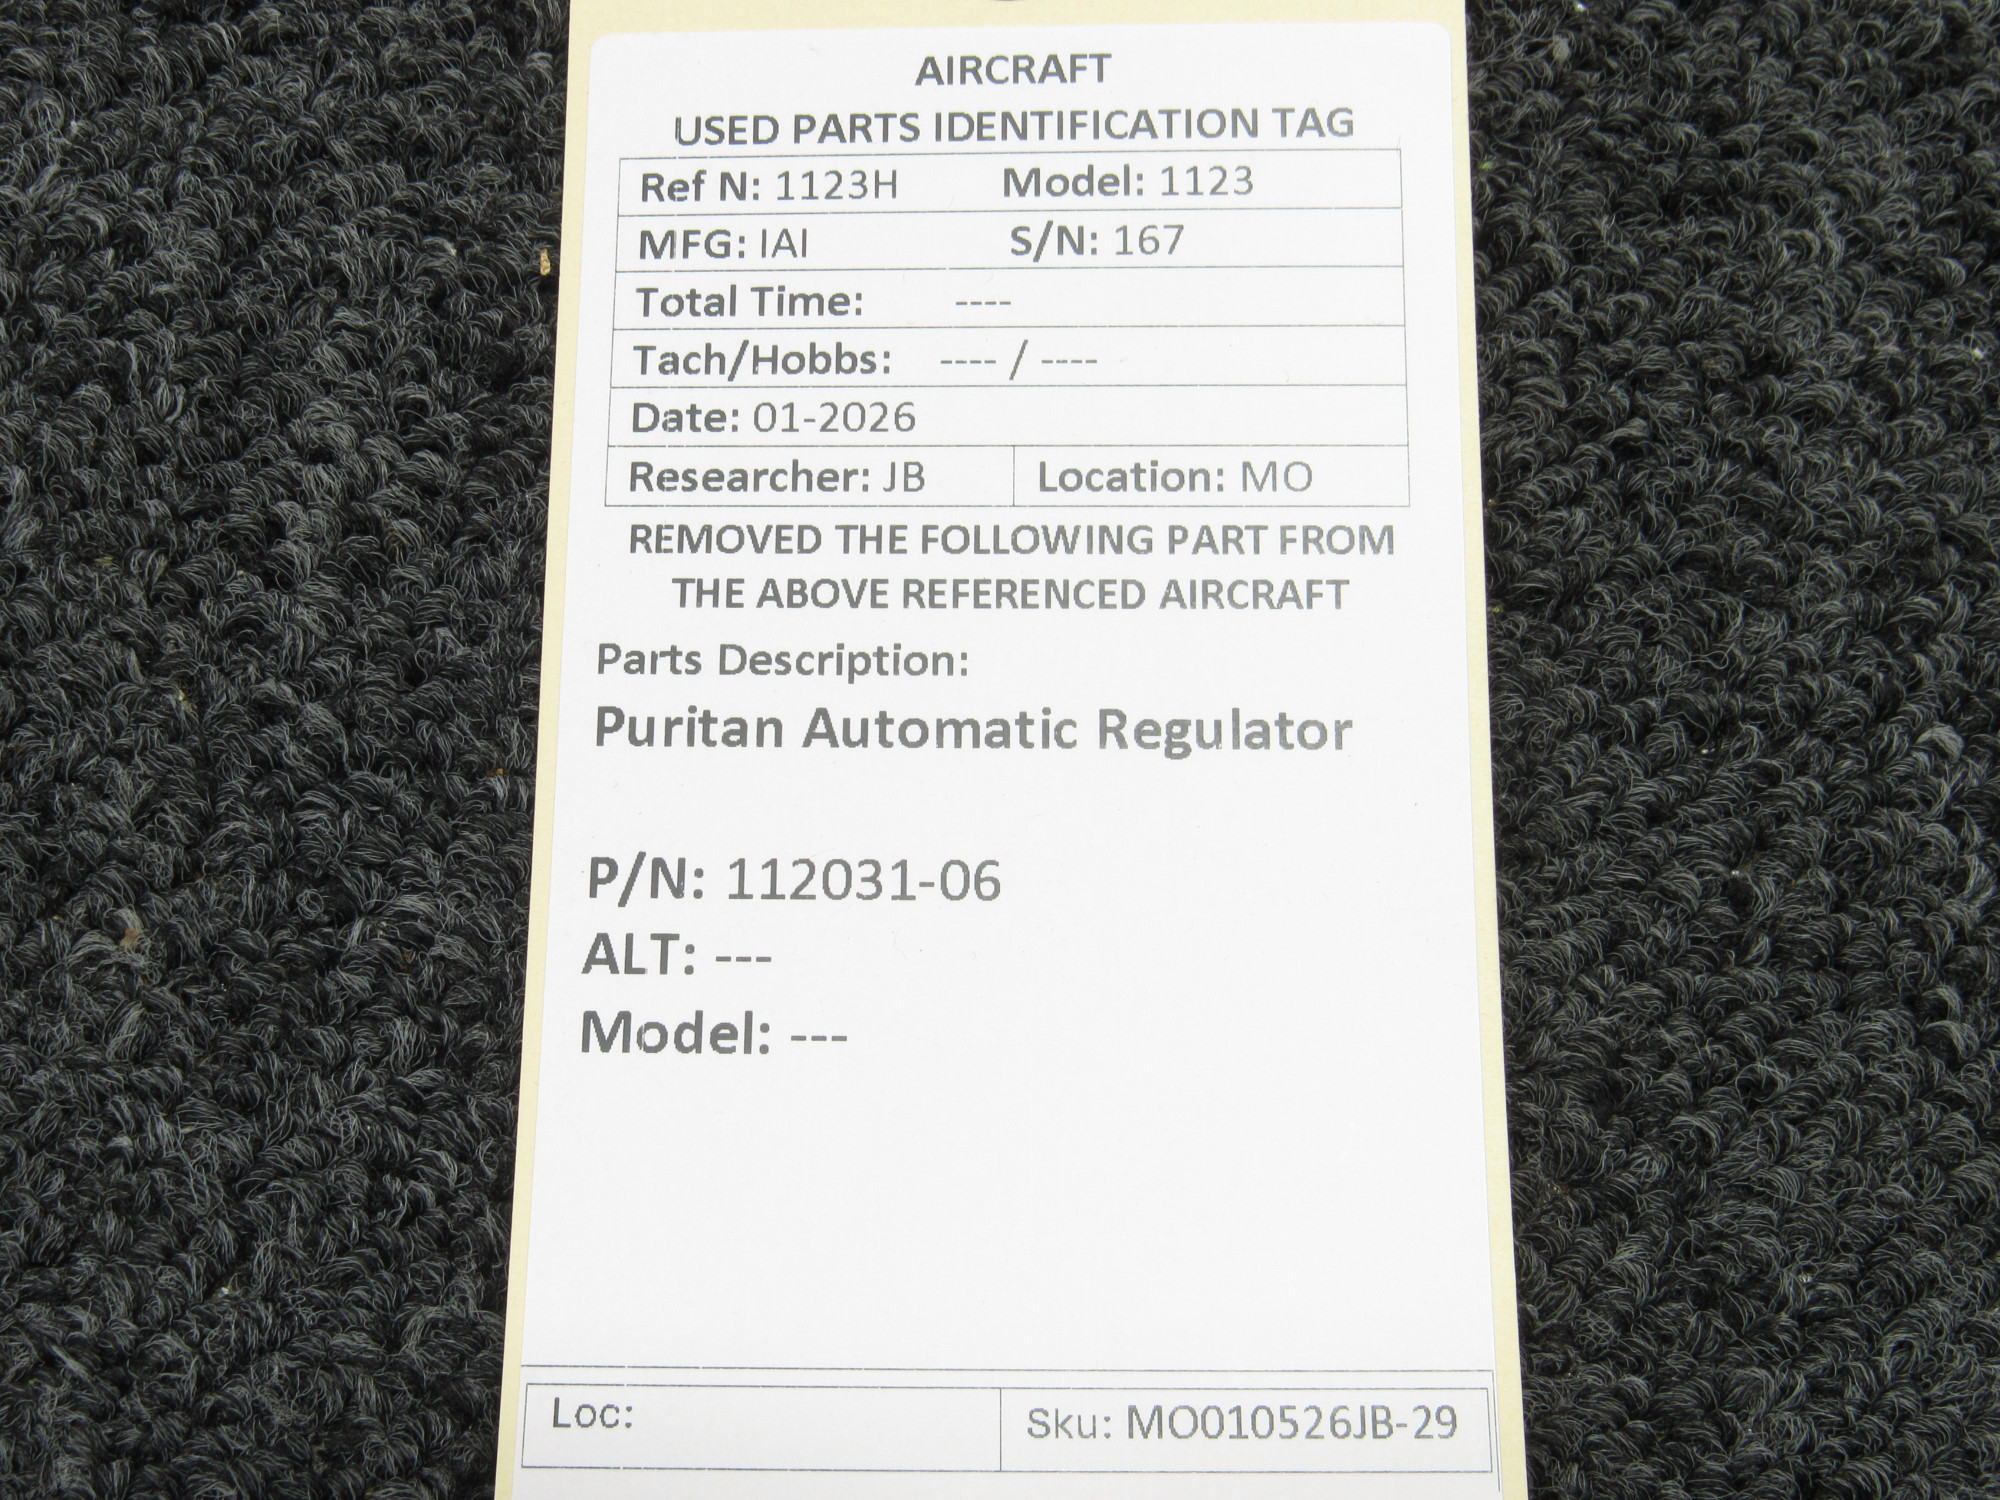 AIRCRAFT
USED PARTS IDENTIFICATION TAG
Ref N: 1123H Model: 1123
MFG: IAI S/N: 167
Total Time: ----
Tach/Hobbs: ---- / ----
Date: 01-2026
Researcher: JB Location: MO
REMOVED THE FOLLOWING PART FROM
THE ABOVE REFERENCED AIRCRAFT
Parts Description:
Puritan Automatic Regulator
P/N: 112031-06
ALT: ---
Model: ---
Loc: Sku: MO010526JB-29